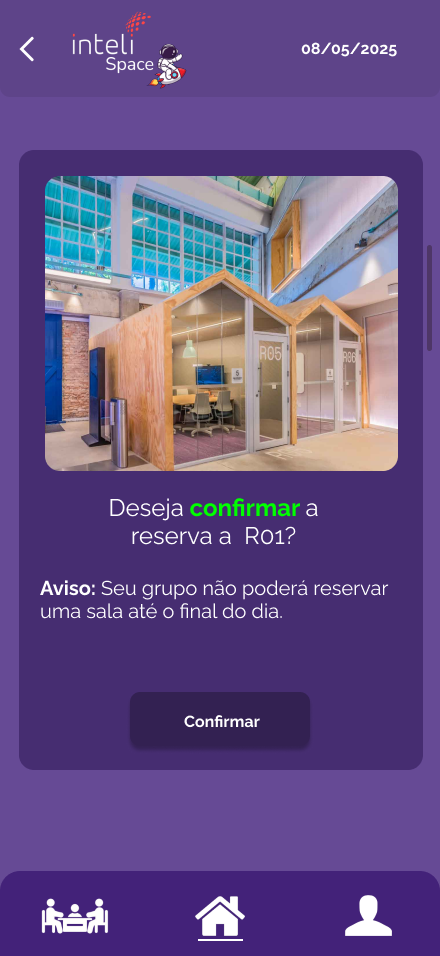 inteli
Space
08/05/2025
R05
R06
Deseja confirmar a
reserva a R01?
Aviso: Seu grupo não poderá reservar
uma sala até o final do dia.
Confirmar